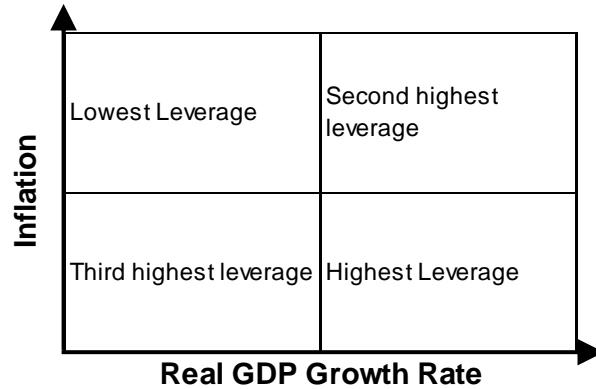 Inflation
Lowest Leverage
Second highest
leverage
Third highest leverage
Highest Leverage
Real GDP Growth Rate